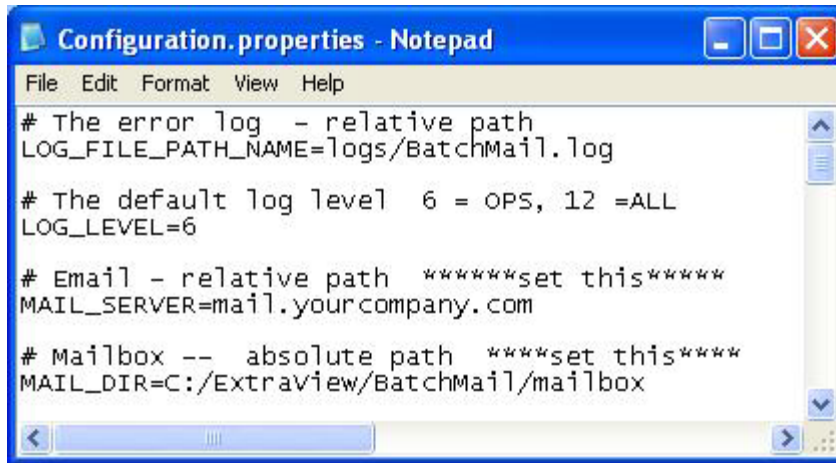 Configuration.properties - Notepad
File Edit Format View Help
# The error log  - relative path
LOG_FILE_PATH_NAME=logs/BatchMail.log
# The default log level  6 = OPS, 12 =ALL
LOG_LEVEL=6
# Email - relative path  ******set this*****
MAIL_SERVER=mail.yourcompany.com
# Mailbox --  absolute path  ****set this****
MAIL_DIR=C:/ExtraView/BatchMail/mailbox